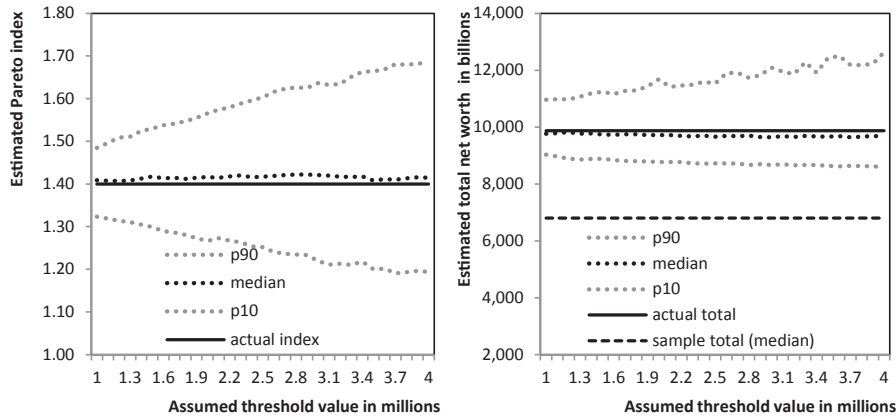 Estimated Pareto index
1.80
1.70
1.60
1.50
1.40
1.30
1.20
1.10
1.00
p90
median
p10
actual index
1 1.3 1.6 1.9 2.2 2.5 2.8 3.1 3.4 3.7 4
Assumed threshold value in millions
Estimated total net worth in billions
14,000
12,000
10,000
8,000
6,000
4,000
2,000
p90
median
p10
actual total
sample total (median)
1 1.3 1.6 1.9 2.2 2.5 2.8 3.1 3.4 3.7 4
Assumed threshold value in millions